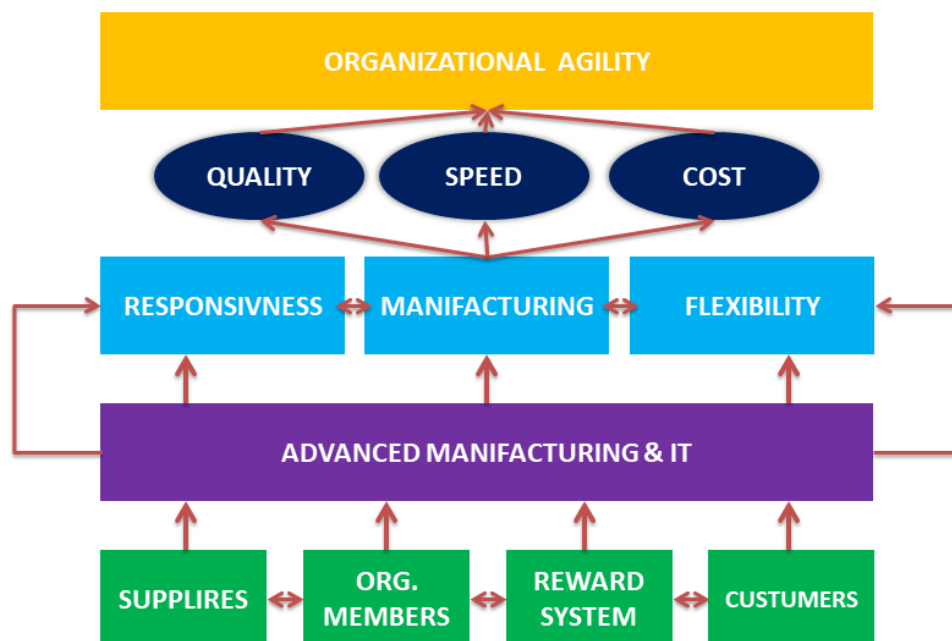 ORGANIZATIONAL AGILITY
QUALITY
SPEED
COST
RESPONSIVNESS
MANIFACTURING
FLEXIBILITY
ADVANCED MANIFACTURING & IT
SUPPLIRES
ORG.
MEMBERS
REWARD
SYSTEM
CUSTUMERS